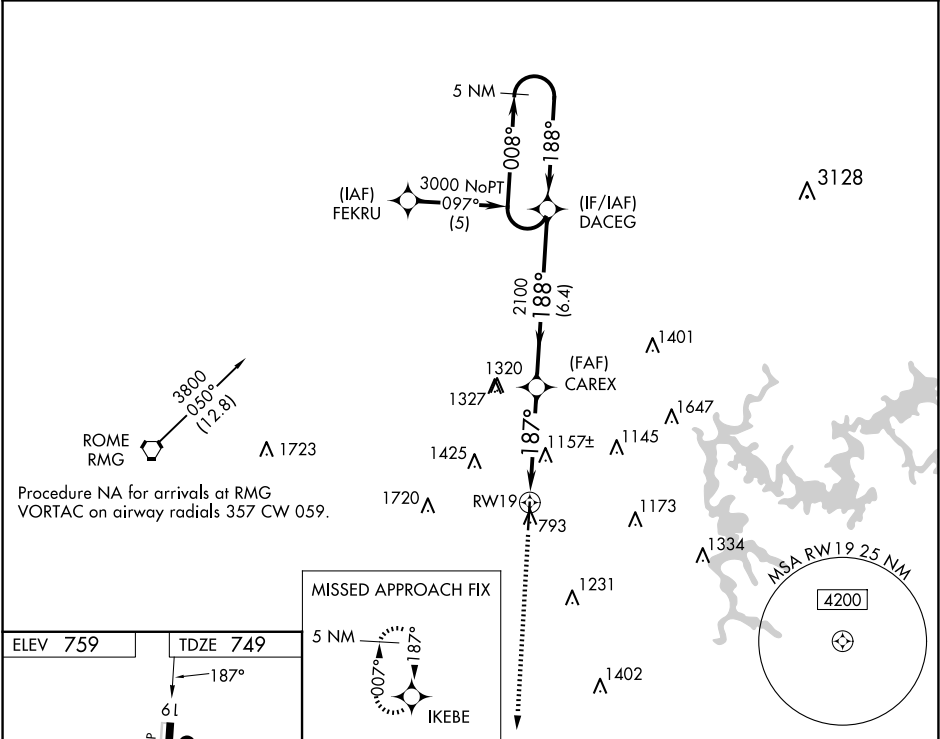 5 NM
008°
188°
3128
(IAF)
FEKRU
3000 NoPT
097°
(5)
(IF/IAF)
DACEG
2100
188°
(6.4)
1401
(FAF)
CAREX
1320
1327
3800
050°
(12.8)
1647
ROME
RMG
1723
187°
1157±
1145
1425
Procedure NA for arrivals at RMG
VORTAC on airway radials 357 CW 059.
1720
RW19
793
1173
1334
MSA RW19 25 NM
4200
MISSED APPROACH FIX
5 NM
187°
007°
IKEBE
1231
1402
ELEV 759
TDZE 749
187°
19
P